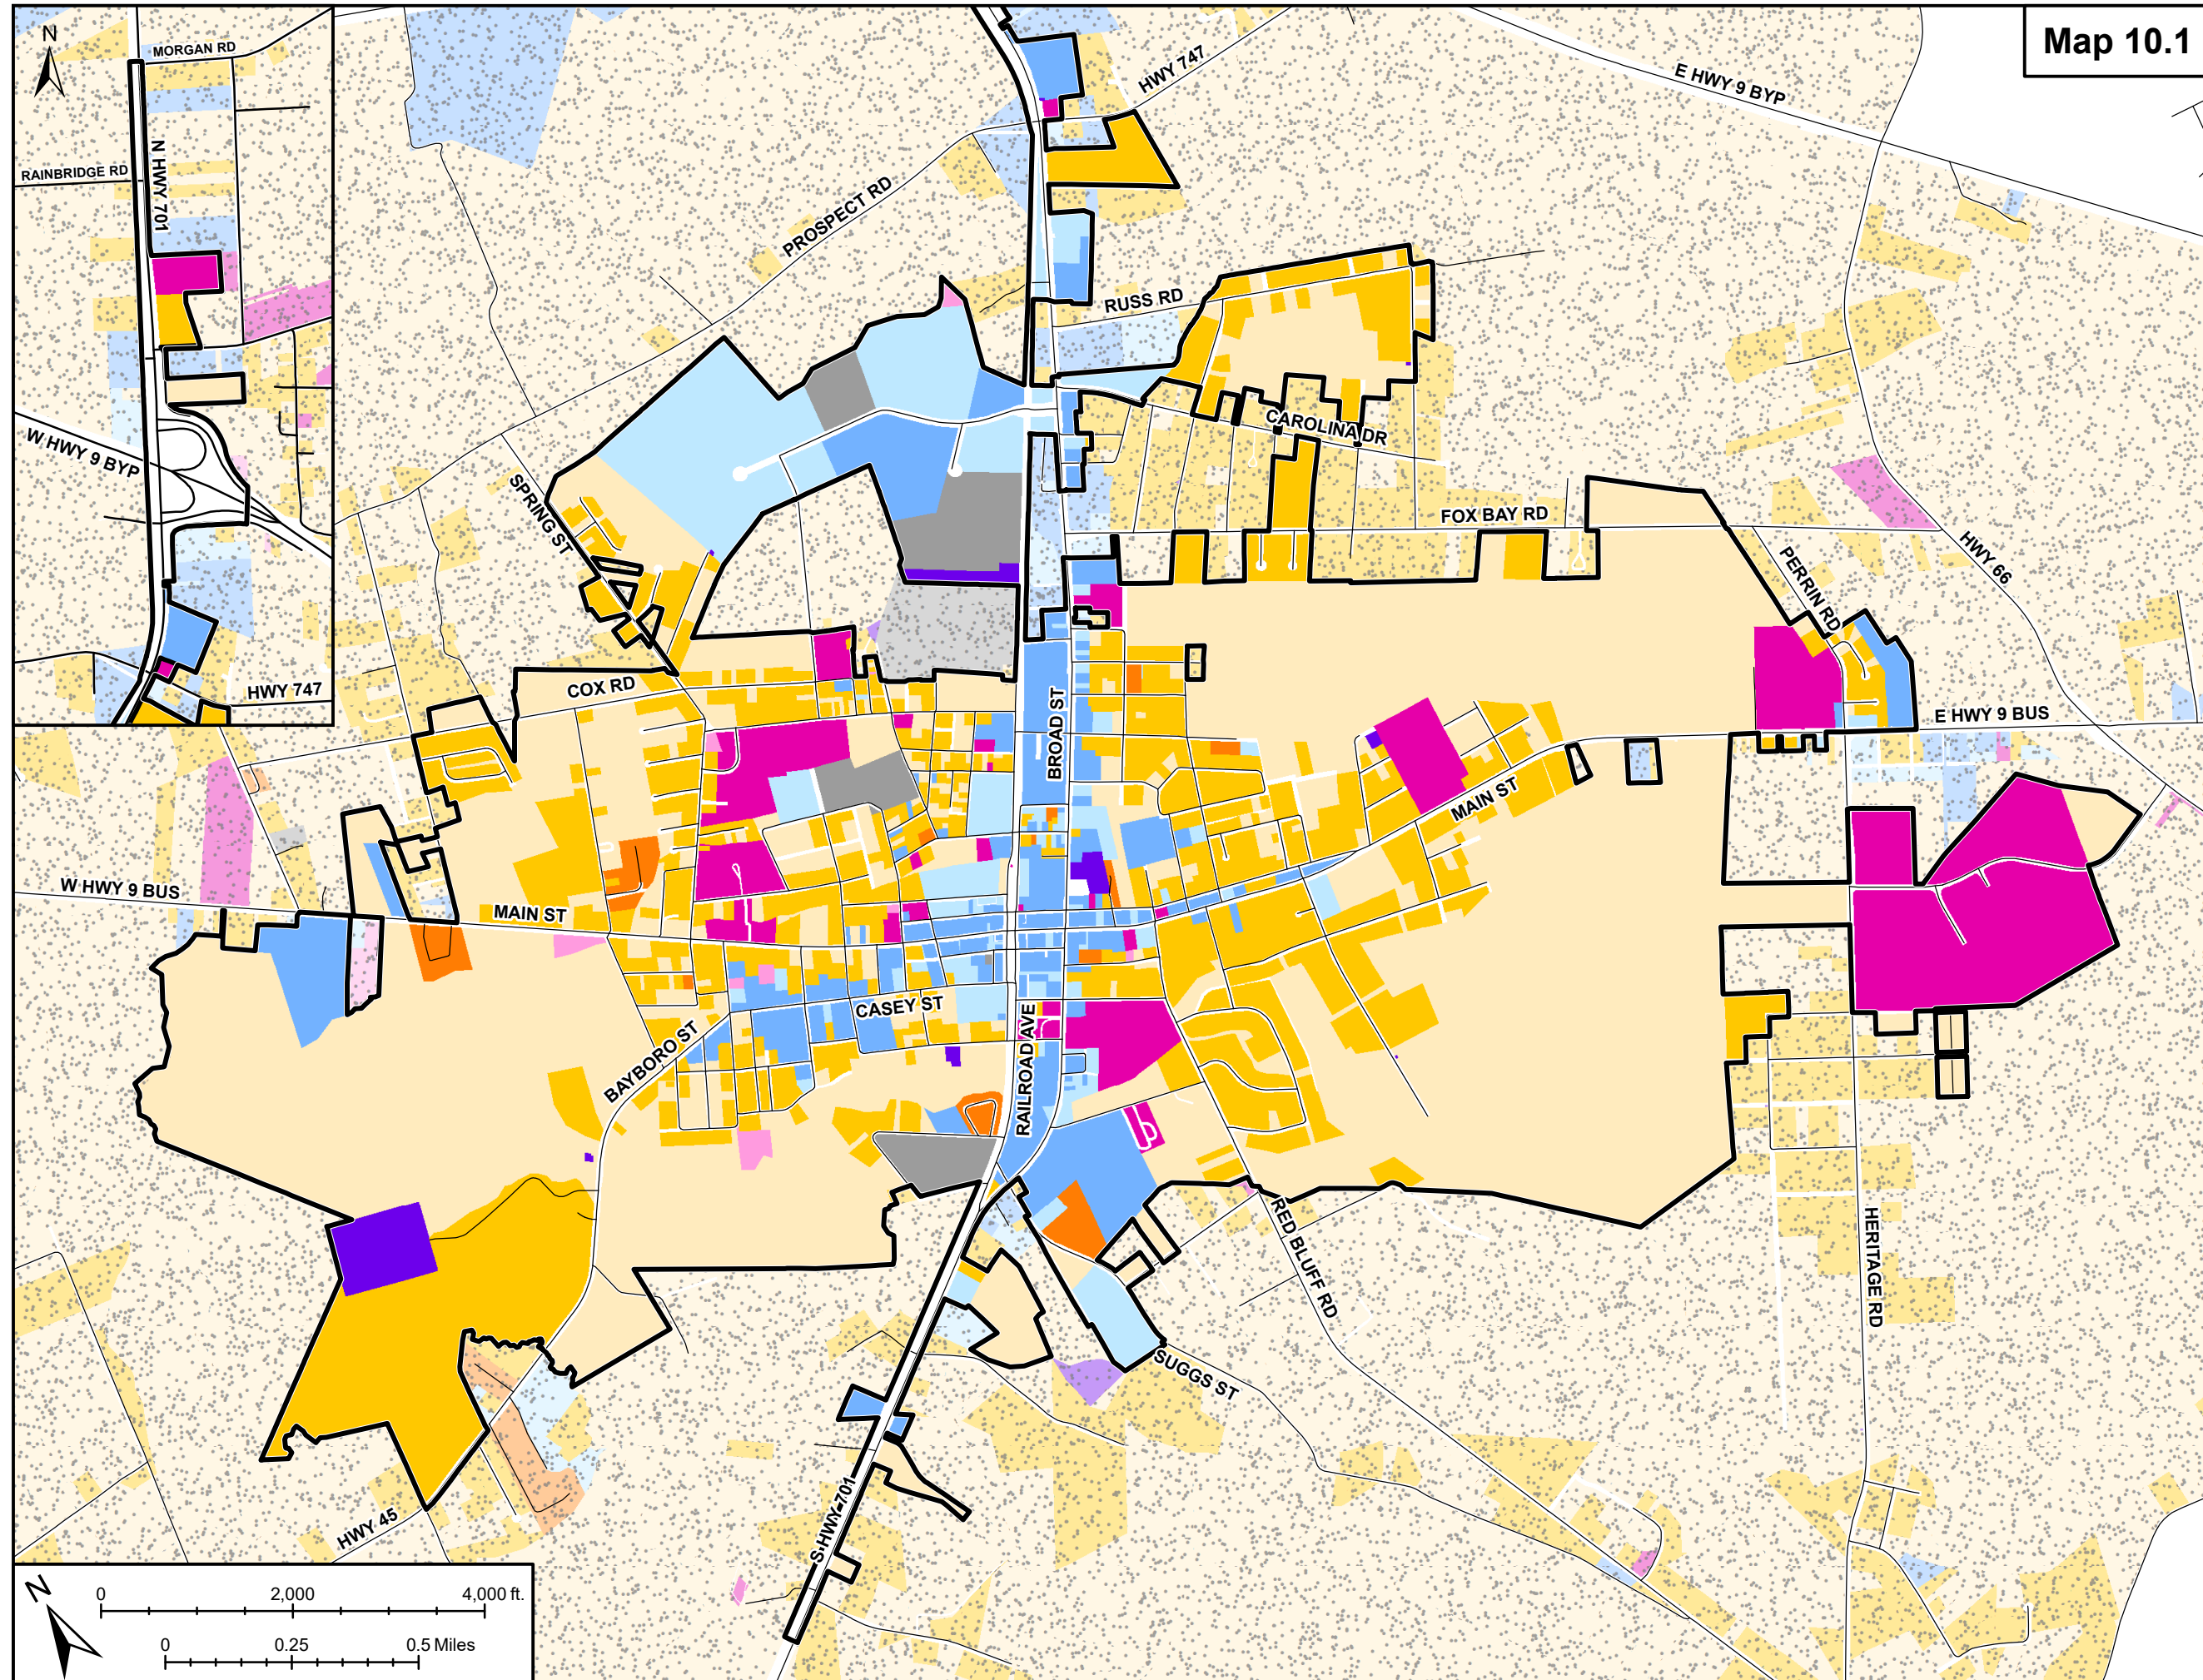 Map 10.1
N
MORGAN RD
RAINBRIDGE RD
N HWY 701
W HWY 9 BYP
HWY 747
HWY 747
E HWY 9 BYP
PROSPECT RD
RUSS RD
CAROLINA DR
SPRING ST
FOX BAY RD
HWY 66
PERRIN RD
COX RD
BROAD ST
E HWY 9 BUS
MAIN ST
W HWY 9 BUS
MAIN ST
CASEY ST
BAYBORO ST
RAILROAD AVE
RED BLUFF RD
HERITAGE RD
SUGGS ST
S HWY 701
HWY 45
N
0 2,000 4,000 ft.
0 0.25 0.5 Miles